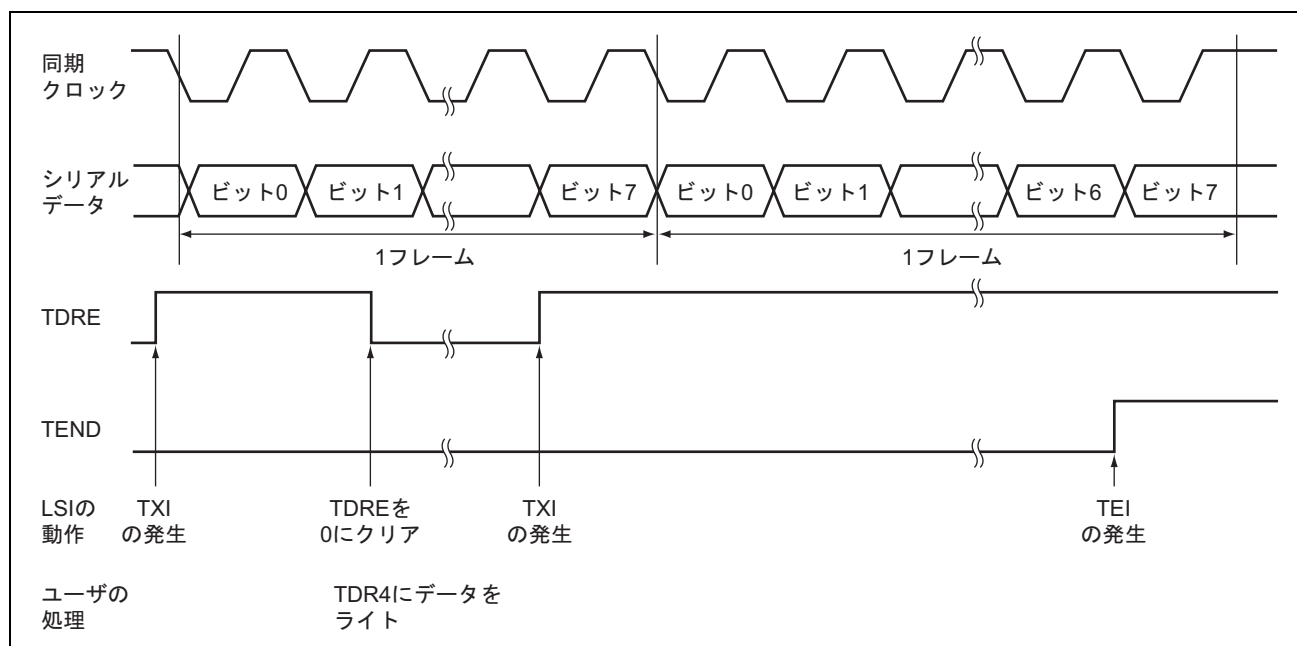 同期
クロック
シリアル
データ
ビット0 ビット1 ビット7 ビット0 ビット1 ビット6 ビット7
1フレーム 1フレーム
TDRE
TEND
LSIの
動作
TXI
の発生
TDREを
0にクリア
TXI
の発生
TEI
の発生
ユーザの
処理
TDR4にデータを
ライト